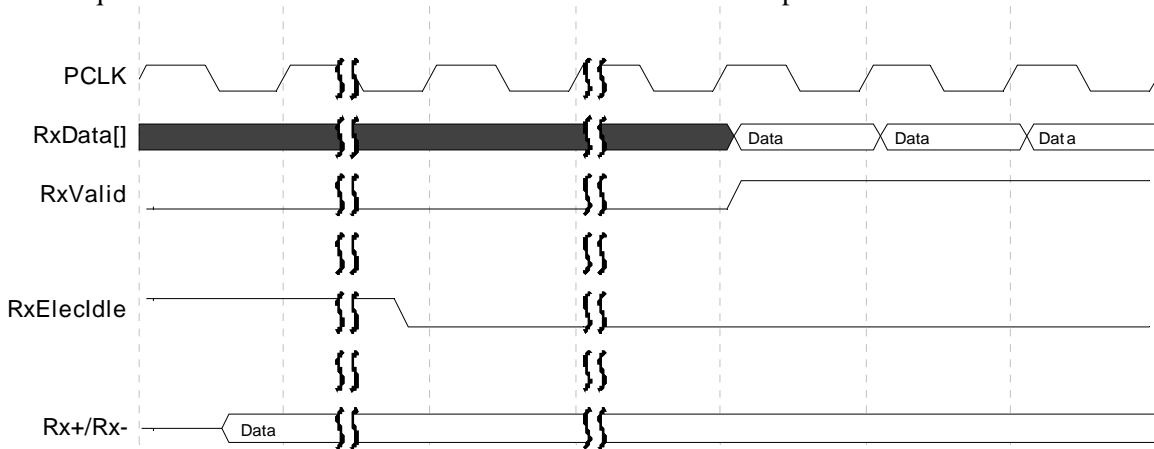 PCLK
RxData[] Data Data Data
RxValid
RxElecIdle
Rx+/Rx- Data